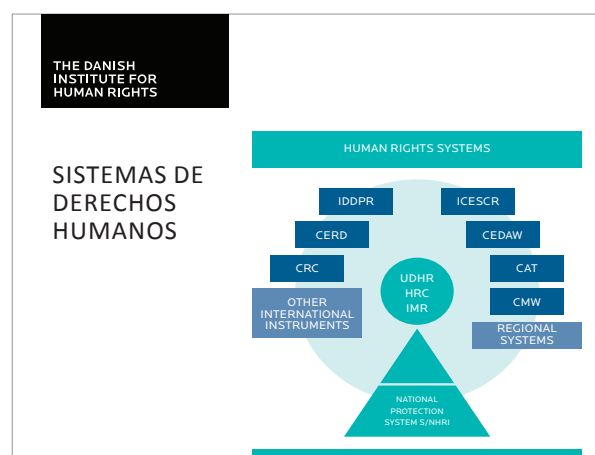 THE DANISH
INSTITUTE FOR
HUMAN RIGHTS
SISTEMAS DE
DERECHOS
HUMANOS
HUMAN RIGHTS SYSTEMS
IDDPR
ICESCR
CERD
CEDAW
CRC
CAT
UDHR
HRC
IMR
OTHER
INTERNATIONAL
INSTRUMENTS
CMW
REGIONAL
SYSTEMS
NATIONAL
PROTECTION
SYSTEM S/NHRI